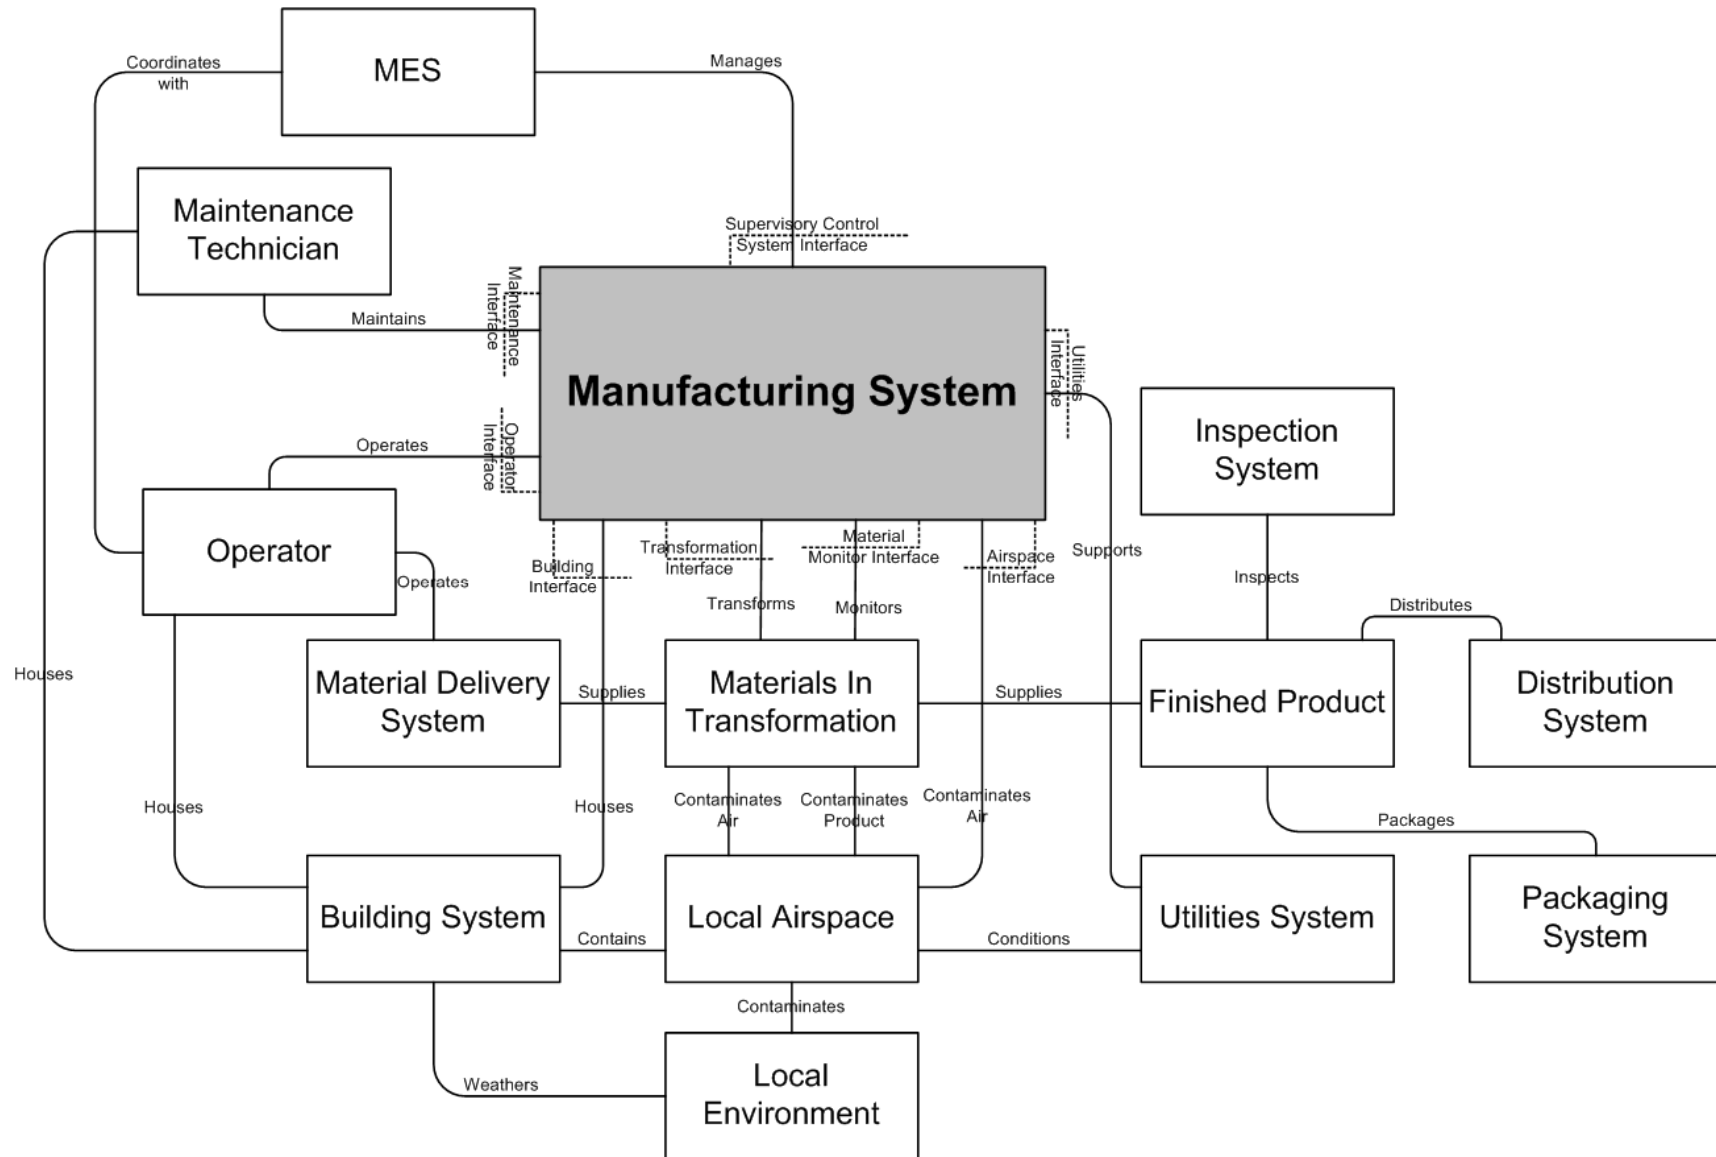 MES
Coordinates
with
Manages
Maintenance
Technician
Supervisory Control
System Interface
Maintenance
Interface
Maintains
Manufacturing System
Utilities
Interface
Operator
Interface
Operates
Inspection
System
Operator
Operates
Building
Interface
Transformation
Interface
Material
Monitor Interface
Airspace
Interface
Supports
Inspects
Transforms
Monitors
Distributes
Houses
Material Delivery
System
Supplies
Materials In
Transformation
Supplies
Finished Product
Distribution
System
Houses
Houses
Contaminates
Air
Contaminates
Product
Contaminates
Air
Packages
Building System
Contains
Local Airspace
Conditions
Utilities System
Packaging
System
Contaminates
Weathers
Local
Environment